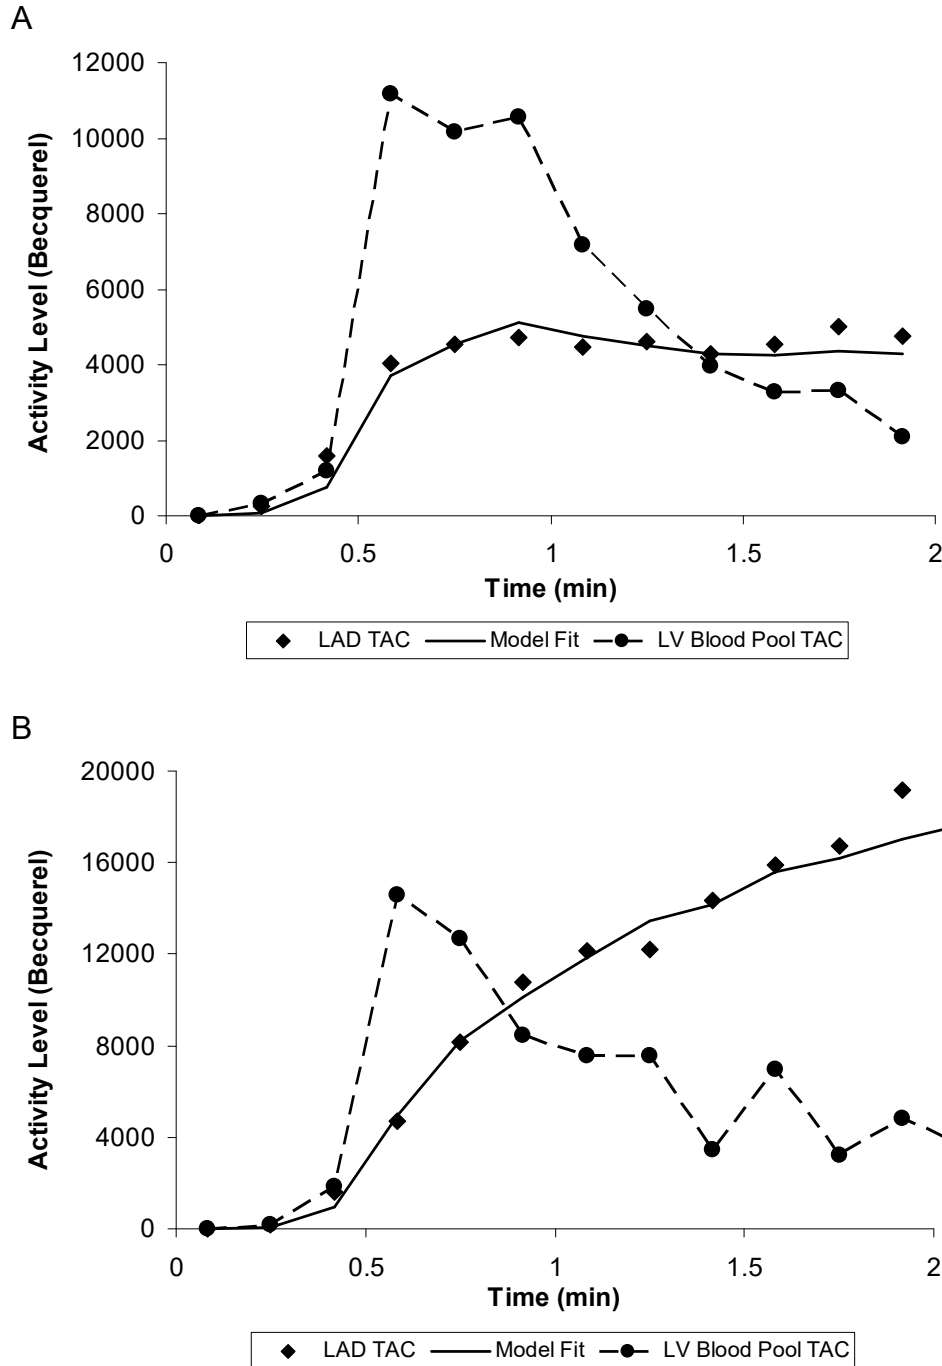 A
12000
10000
8000
6000
4000
2000
0
Activity Level (Becquerel)
0 0.5 1 1.5 2
Time (min)
LAD TAC Model Fit LV Blood Pool TAC
B
20000
16000
12000
8000
4000
0
Activity Level (Becquerel)
0 0.5 1 1.5 2
Time (min)
LAD TAC Model Fit LV Blood Pool TAC